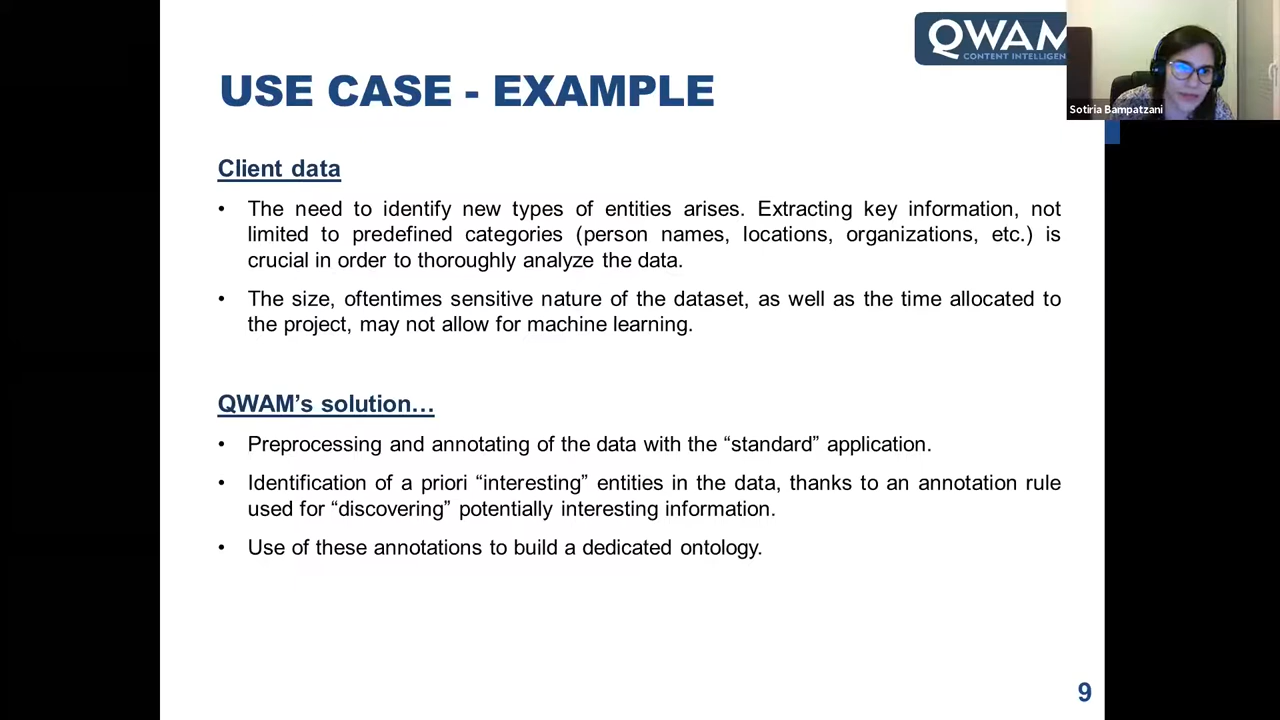 QWAM
CONTENT INTELLIGEN
Sotiria Bampatzani
USE CASE - EXAMPLE
Client data
• The need to identify new types of entities arises. Extracting key information, not
limited to predefined categories (person names, locations, organizations, etc.) is
crucial in order to thoroughly analyze the data.
• The size, oftentimes sensitive nature of the dataset, as well as the time allocated to
the project, may not allow for machine learning.
QWAM’s solution…
• Preprocessing and annotating of the data with the “standard” application.
• Identification of a priori “interesting” entities in the data, thanks to an annotation rule
used for “discovering” potentially interesting information.
• Use of these annotations to build a dedicated ontology.
9